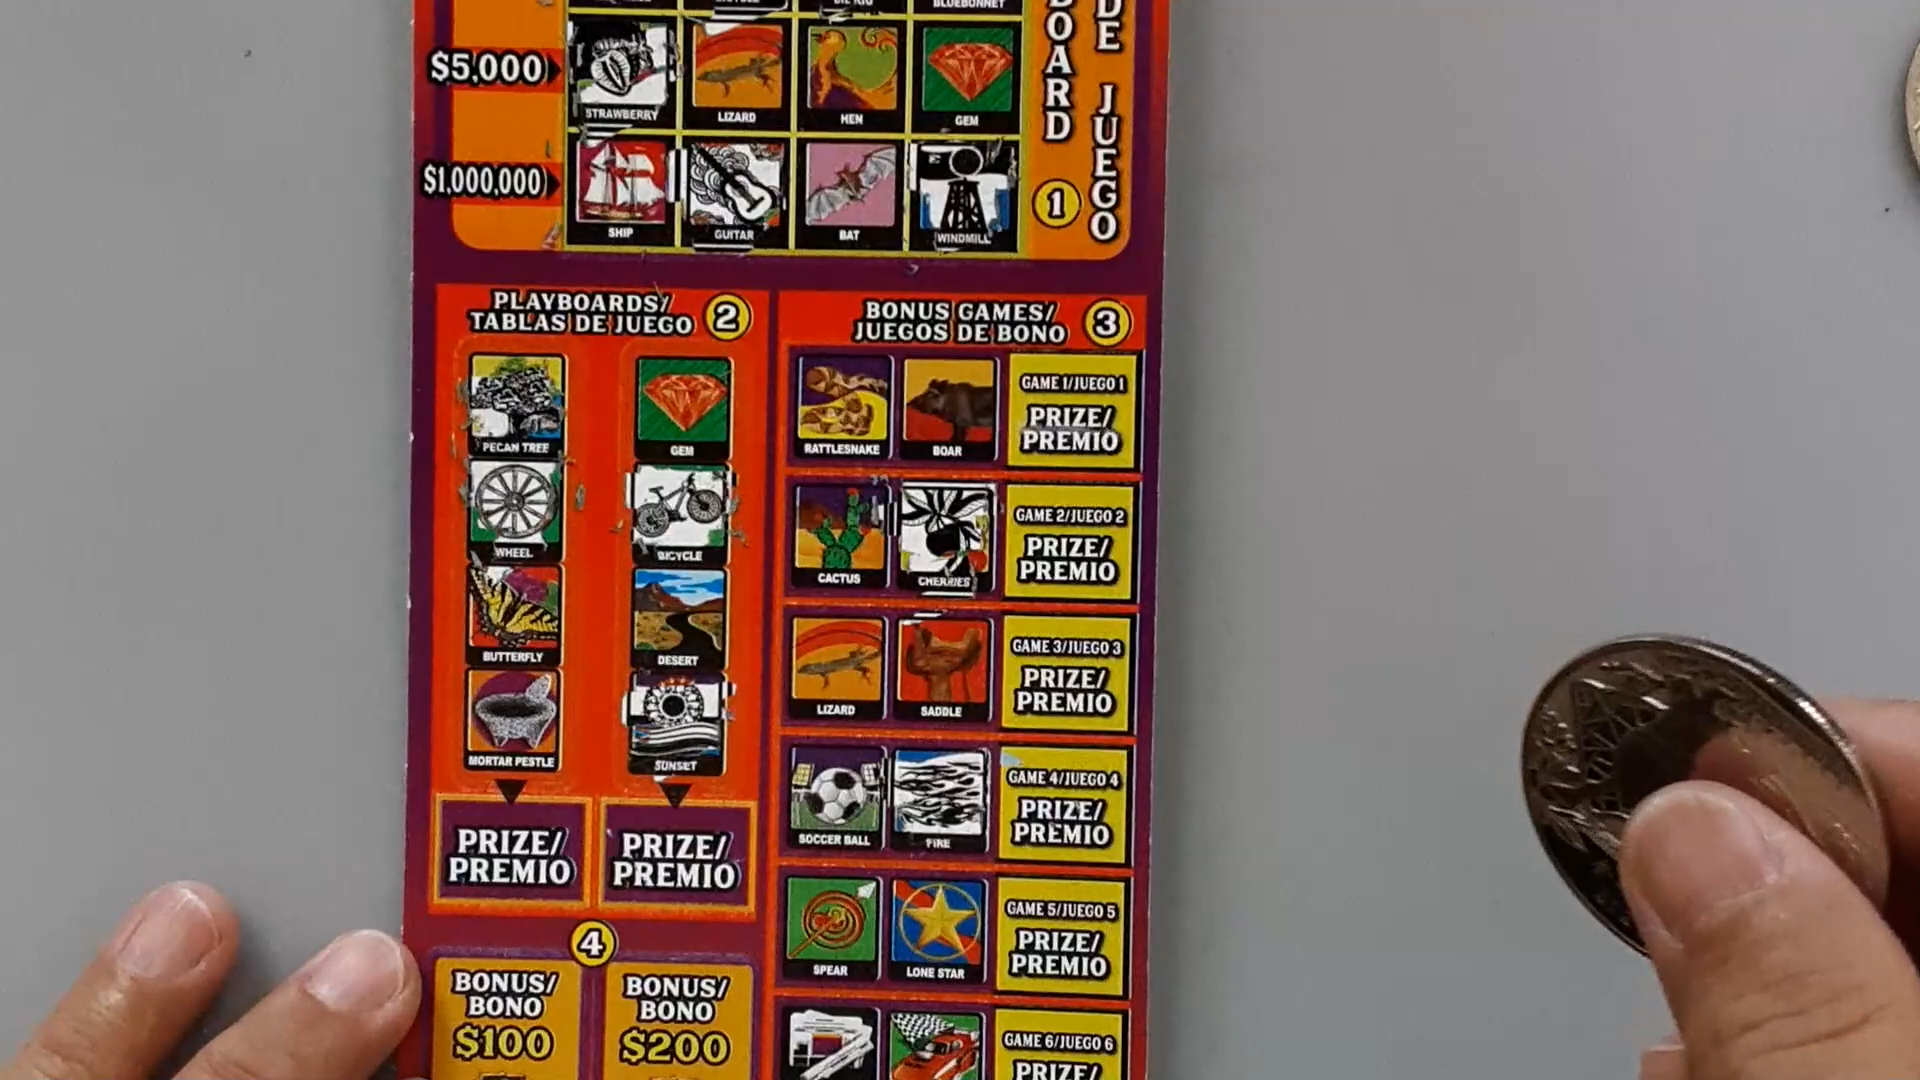 BLUEBONNET
BOARD
DE JUEGO
$5,000
STRAWBERRY
LIZARD
HEN
GEM
$1,000,000
SHIP
GUITAR
BAT
WINDMILL
1
PLAYBOARDS/
TABLAS DE JUEGO
2
PECAN TREE
GEM
WHEEL
BICYCLE
BUTTERFLY
DESERT
MORTAR PESTLE
SUNSET
PRIZE/
PREMIO
PRIZE/
PREMIO
BONUS GAMES/
JUEGOS DE BONO
3
RATTLESNAKE
BOAR
GAME 1/JUEGO 1
PRIZE/
PREMIO
CACTUS
CHERRIES
GAME 2/JUEGO 2
PRIZE/
PREMIO
LIZARD
SADDLE
GAME 3/JUEGO 3
PRIZE/
PREMIO
SOCCER BALL
FIRE
GAME 4/JUEGO 4
PRIZE/
PREMIO
SPEAR
LONE STAR
GAME 5/JUEGO 5
PRIZE/
PREMIO
GAME 6/JUEGO 6
PRIZE/
4
BONUS/
BONO
$100
BONUS/
BONO
$200